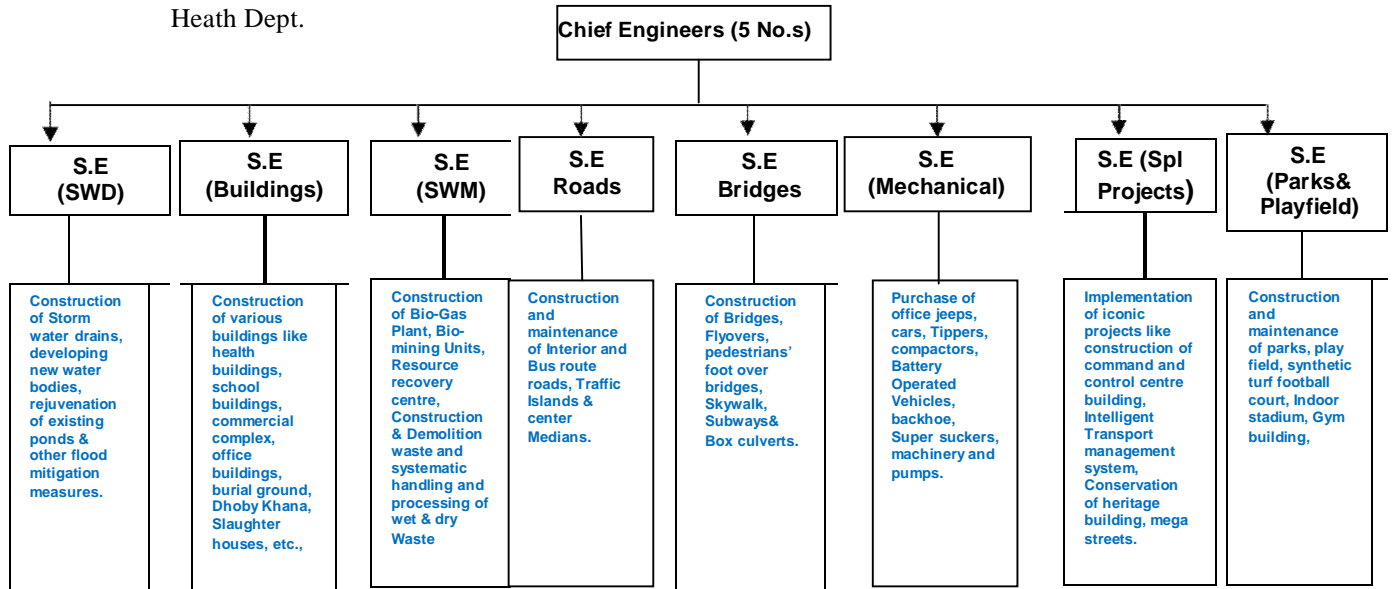 Heath Dept.
Chief Engineers (5 No.s)
S.E
(SWD)
S.E
(Buildings)
S.E
(SWM)
S.E
Roads
S.E
Bridges
S.E
(Mechanical)
S.E (Spl
Projects)
S.E
(Parks&
Playfield)
Construction
of Storm
water drains,
developing
new water
bodies,
rejuvenation
of existing
ponds &
other flood
mitigation
measures.
Construction
of various
buildings like
health
buildings,
school
buildings,
commercial
complex,
office
buildings,
burial ground,
Dhoby Khana,
Slaughter
houses, etc.,
Construction
of Bio-Gas
Plant, Bio-
mining Units,
Resource
recovery
centre,
Construction
& Demolition
waste and
systematic
handling and
processing of
wet & dry
Waste
Construction
and
maintenance
of Interior and
Bus route
roads, Traffic
Islands &
center
Medians.
Construction
of Bridges,
Flyovers,
pedestrians’
foot over
bridges,
Skywalk,
Subways&
Box culverts.
Purchase of
office jeeps,
cars, Tippers,
compactors,
Battery
Operated
Vehicles,
backhoe,
Super suckers,
machinery and
pumps.
Implementation
of iconic
projects like
construction of
command and
control centre
building,
Intelligent
Transport
management
system,
Conservation
of heritage
building, mega
streets.
Construction
and
maintenance
of parks, play
field, synthetic
turf football
court, Indoor
stadium, Gym
building,